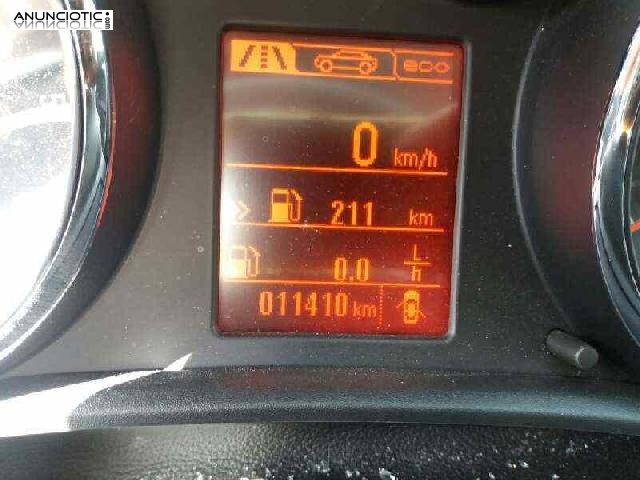 ANUNCIOTIC
eco
0 km/h
> 211 km
0.0 L/h
011410 km